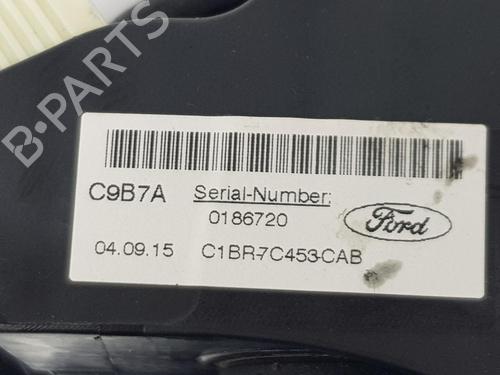 B-PARTS
C9B7A Serial-Number:
0186720
Ford
04.09.15 C1BR-7C453-CAB